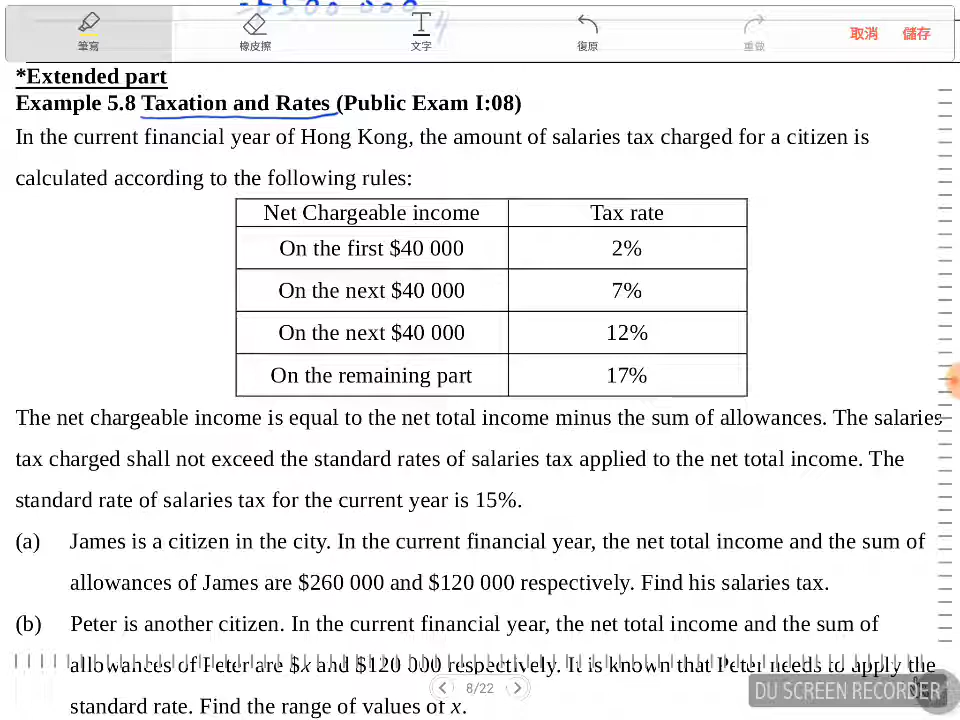 筆寫
橡皮擦
文字
復原
重做
取消
儲存
*Extended part
Example 5.8 Taxation and Rates (Public Exam I:08)
In the current financial year of Hong Kong, the amount of salaries tax charged for a citizen is
calculated according to the following rules:
Net Chargeable income Tax rate
On the first $40 000 2%
On the next $40 000 7%
On the next $40 000 12%
On the remaining part 17%
The net chargeable income is equal to the net total income minus the sum of allowances. The salaries
tax charged shall not exceed the standard rates of salaries tax applied to the net total income. The
standard rate of salaries tax for the current year is 15%.
(a) James is a citizen in the city. In the current financial year, the net total income and the sum of
allowances of James are $260 000 and $120 000 respectively. Find his salaries tax.
(b) Peter is another citizen. In the current financial year, the net total income and the sum of
allowances of Peter are $x and $120 000 respectively. It is known that Peter needs to apply the
standard rate. Find the range of values of x.
8/22
DU SCREEN RECORDER